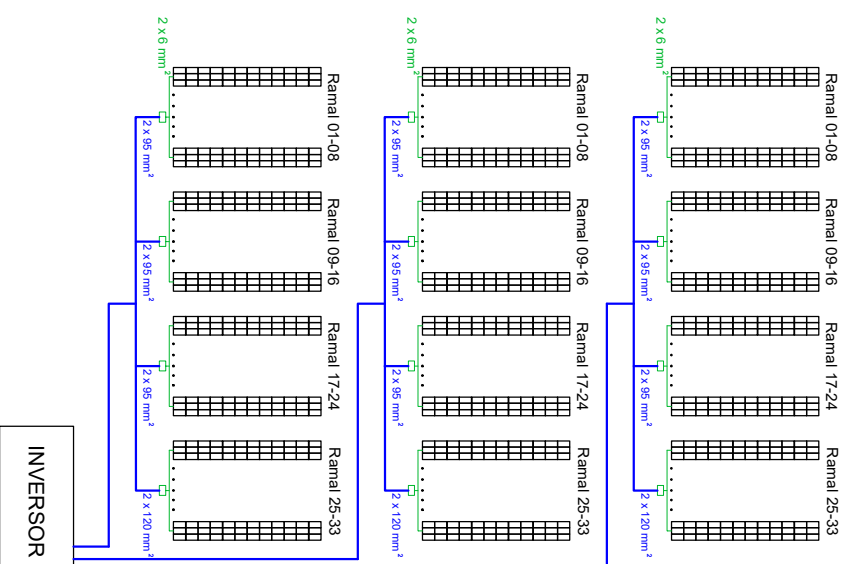 2 x 6 mm²
Ramal 01-08
2 x 95 mm²
Ramal 09-16
2 x 95 mm²
Ramal 17-24
2 x 95 mm²
Ramal 25-33
2 x 120 mm²
2 x 6 mm²
Ramal 01-08
2 x 95 mm²
Ramal 09-16
2 x 95 mm²
Ramal 17-24
2 x 95 mm²
Ramal 25-33
2 x 120 mm²
2 x 6 mm²
Ramal 01-08
2 x 95 mm²
Ramal 09-16
2 x 95 mm²
Ramal 17-24
2 x 95 mm²
Ramal 25-33
2 x 120 mm²
INVERSOR